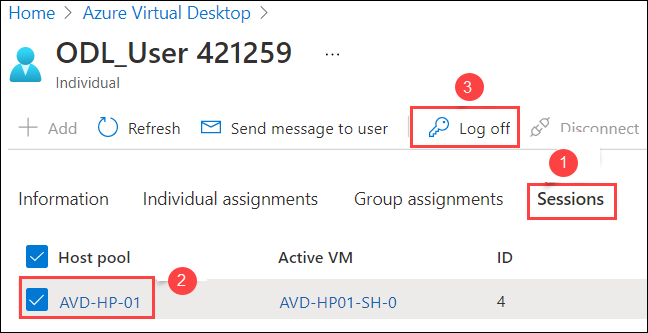 Home > Azure Virtual Desktop >
ODL_User 421259 ...
Individual
3
Add Refresh Send message to user Log off Disconnect
1
Information Individual assignments Group assignments Sessions
Host pool Active VM ID
2
AVD-HP-01 AVD-HP01-SH-0 4